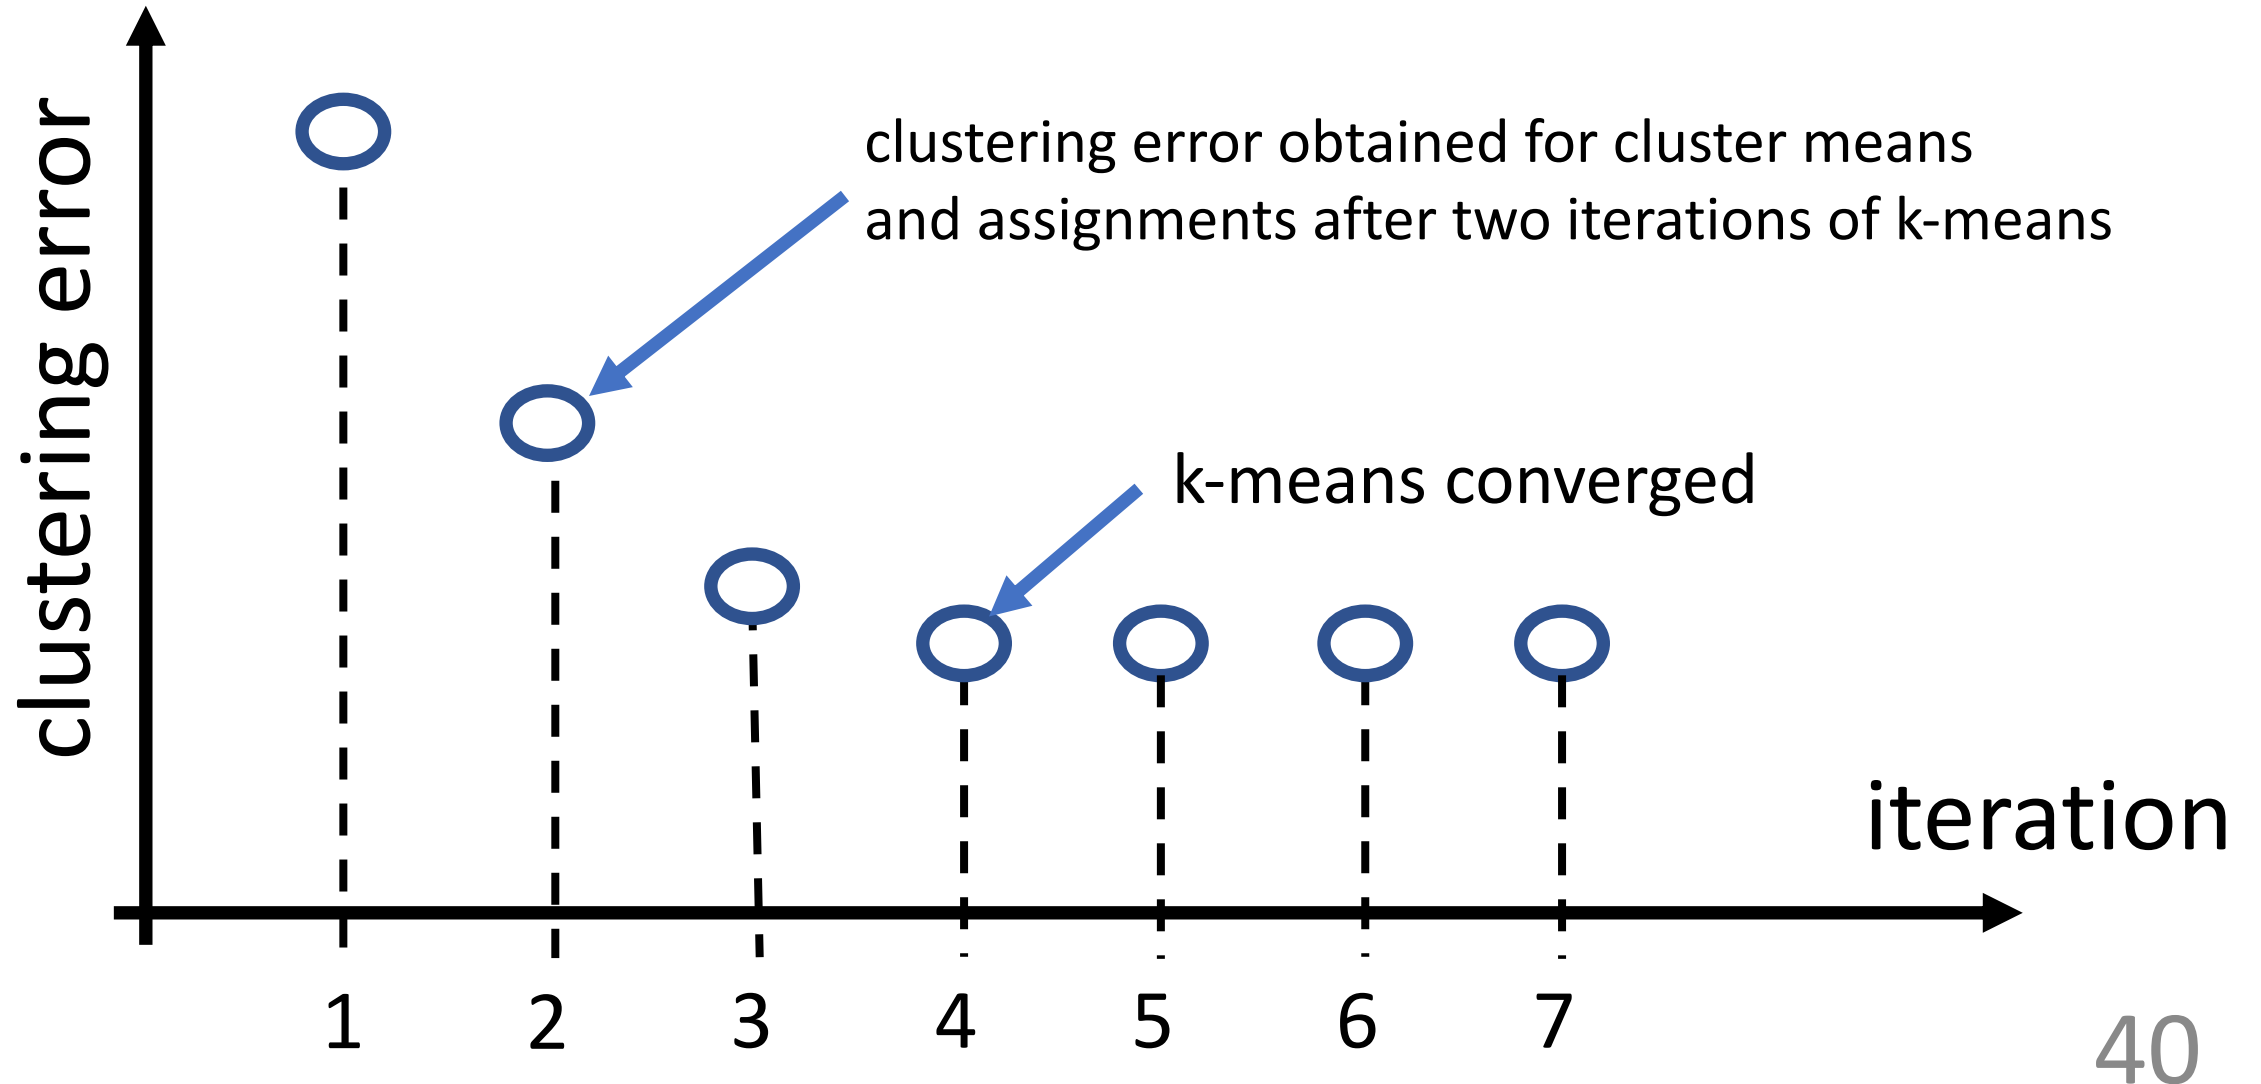 clustering error
clustering error obtained for cluster means
and assignments after two iterations of k-means
k-means converged
iteration
1 2 3 4 5 6 7
40